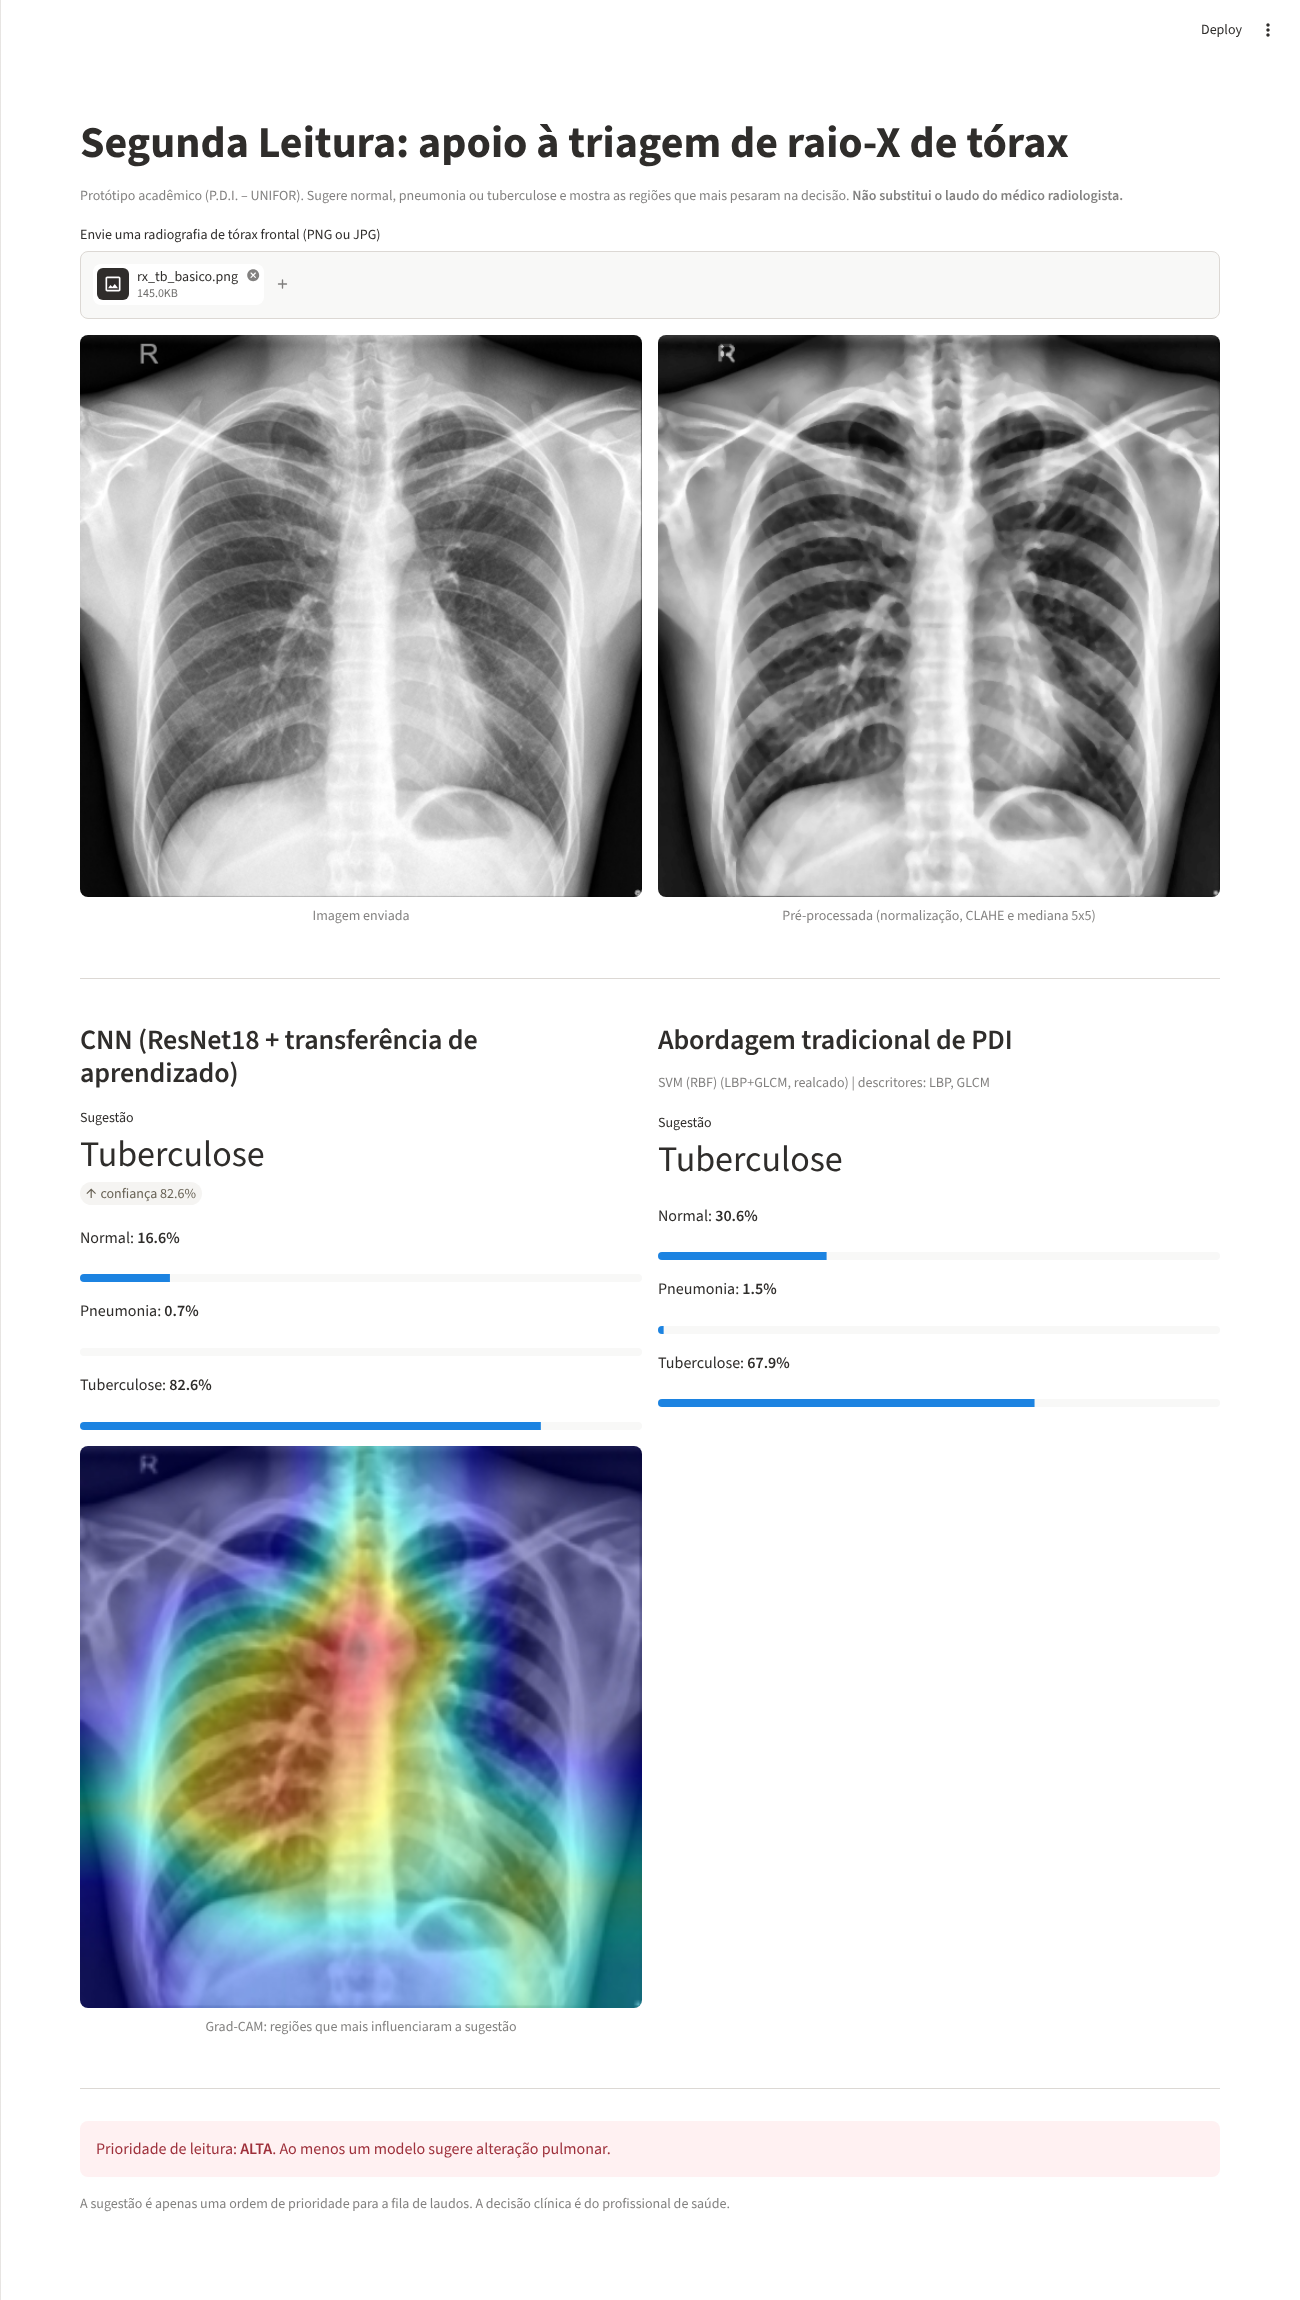 Deploy
Segunda Leitura: apoio à triagem de raio-X de tórax
Protótipo acadêmico (P.D.I. – UNIFOR). Sugere normal, pneumonia ou tuberculose e mostra as regiões que mais pesaram na decisão. Não substitui o laudo do médico radiologista.
Envie uma radiografia de tórax frontal (PNG ou JPG)
rx_tb_basico.png
145.0KB
R
R
Imagem enviada
Pré-processada (normalização, CLAHE e mediana 5x5)
CNN (ResNet18 + transferência de
aprendizado)
Sugestão
Tuberculose
↑ confiança 82.6%
Normal: 16.6%
Pneumonia: 0.7%
Tuberculose: 82.6%
R
Grad-CAM: regiões que mais influenciaram a sugestão
Abordagem tradicional de PDI
SVM (RBF) (LBP+GLCM, realcado) | descritores: LBP, GLCM
Sugestão
Tuberculose
Normal: 30.6%
Pneumonia: 1.5%
Tuberculose: 67.9%
Prioridade de leitura: ALTA. Ao menos um modelo sugere alteração pulmonar.
A sugestão é apenas uma ordem de prioridade para a fila de laudos. A decisão clínica é do profissional de saúde.